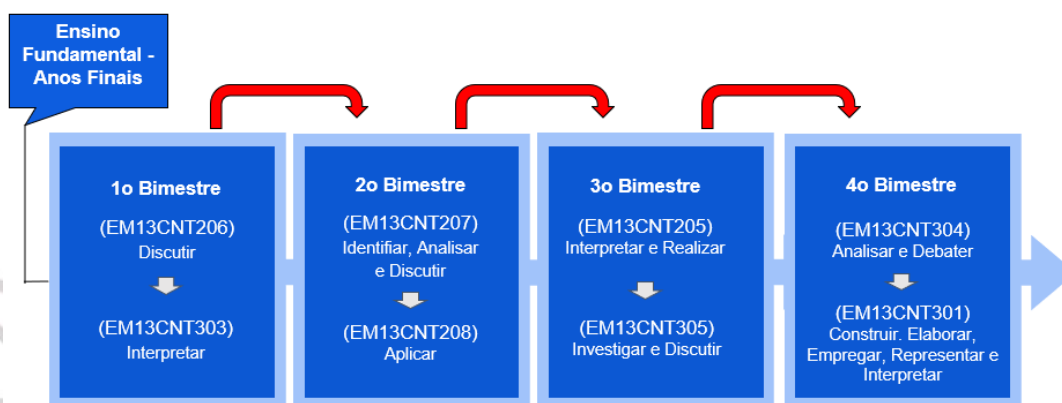 Ensino
Fundamental -
Anos Finais
1o Bimestre
(EM13CNT206)
Discutir
(EM13CNT303)
Interpretar
2o Bimestre
(EM13CNT207)
Identifiar, Analisar
e Discutir
(EM13CNT208)
Aplicar
3o Bimestre
(EM13CNT205)
Interpretar e Realizar
(EM13CNT305)
Investigar e Discutir
4o Bimestre
(EM13CNT304)
Analisar e Debater
(EM13CNT301)
Construir. Elaborar,
Empregar, Representar e
Interpretar